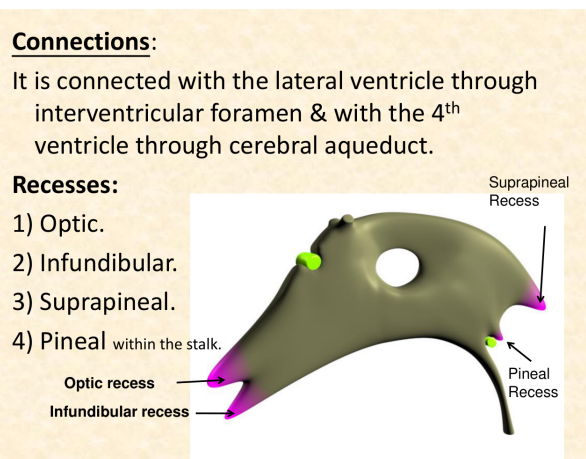 Connections:
It is connected with the lateral ventricle through
interventricular foramen & with the 4th
ventricle through cerebral aqueduct.
Recesses:
1) Optic.
2) Infundibular.
3) Suprapineal.
4) Pineal within the stalk.
Suprapineal
Recess
Optic recess
Infundibular recess
Pineal
Recess